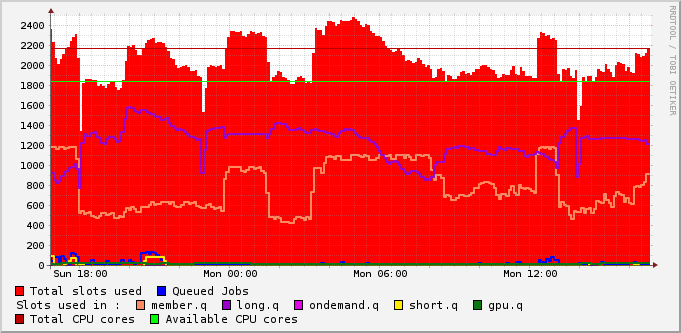 2400
2200
2000
1800
1600
1400
1200
1000
800
600
400
200
0
Sun 18:00 Mon 00:00 Mon 06:00 Mon 12:00
RRDTOOL / TOBI OETIKER
Total slots used Queued Jobs
Slots used in : member.q long.q ondemand.q short.q gpu.q
Total CPU cores Available CPU cores